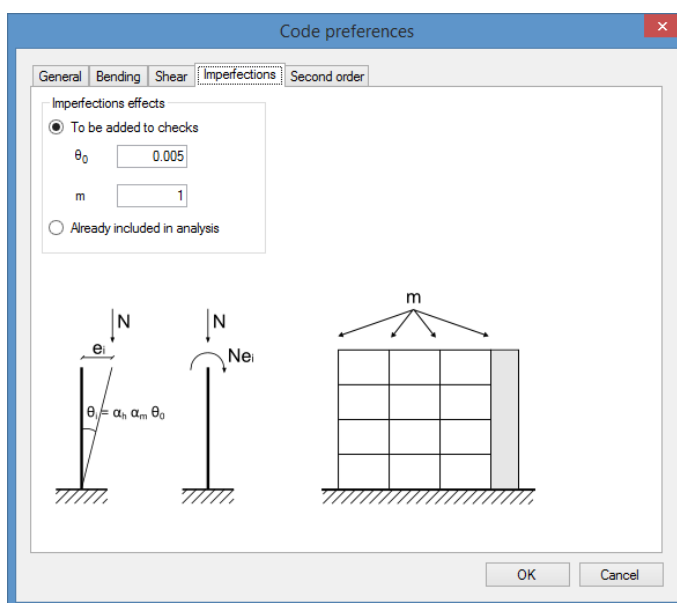 Code preferences
General Bending Shear Imperfections Second order
Imperfections effects
To be added to checks
θ0 0.005
m 1
Already included in analysis
m
N N
ei
Nei
θi = αh αm θ0
OK Cancel